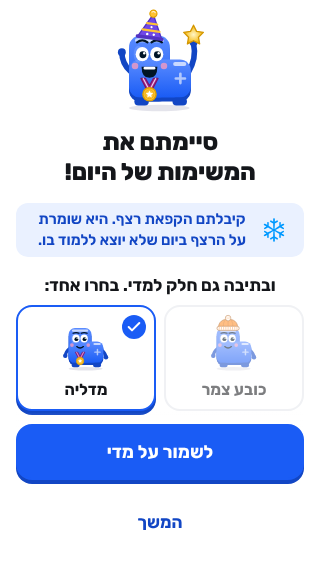 סיימתם את
המשימות של היום!
קיבלתם הקפאת רצף. היא שומרת
על הרצף ביום שלא יוצא ללמוד בו.
ובתיבה גם חלק למדי. בחרו אחד:
כובע צמר
מדליה
לשמור על מדי
המשך